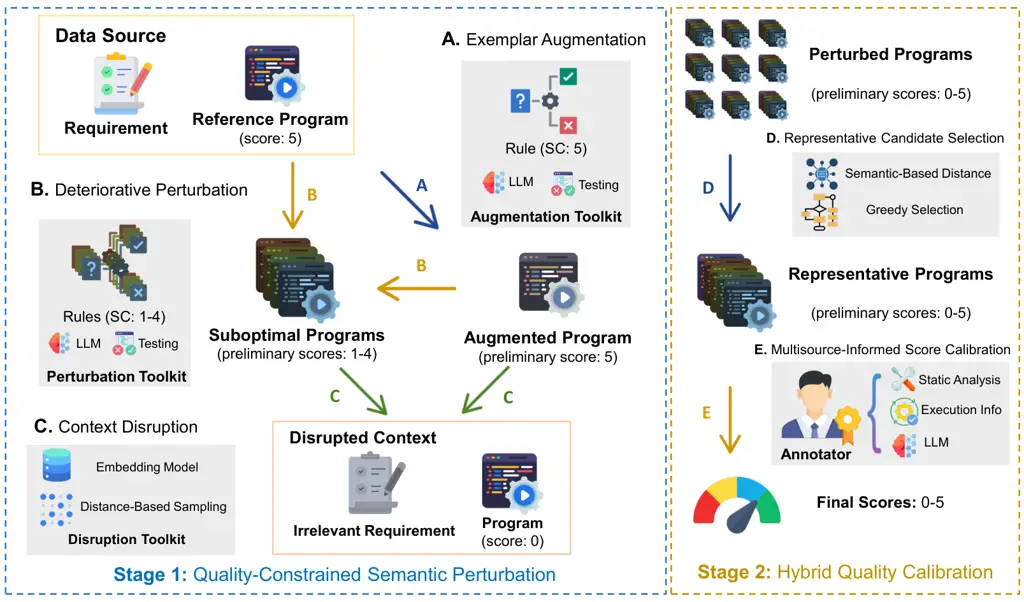 Data Source
Requirement
Reference Program
(score: 5)
A. Exemplar Augmentation
Rule (SC: 5)
LLM
Testing
Augmentation Toolkit
B
A
B. Deteriorative Perturbation
Rules (SC: 1-4)
LLM
Testing
Perturbation Toolkit
B
Suboptimal Programs
(preliminary scores: 1-4)
Augmented Program
(preliminary score: 5)
C
C
C. Context Disruption
Embedding Model
Distance-Based Sampling
Disruption Toolkit
Disrupted Context
Irrelevant Requirement
Program
(score: 0)
Stage 1: Quality-Constrained Semantic Perturbation
Perturbed Programs
(preliminary scores: 0-5)
D. Representative Candidate Selection
D
Semantic-Based Distance
Greedy Selection
Representative Programs
(preliminary scores: 0-5)
E. Multisource-Informed Score Calibration
E
Annotator
Static Analysis
Execution Info
LLM
Final Scores: 0-5
Stage 2: Hybrid Quality Calibration